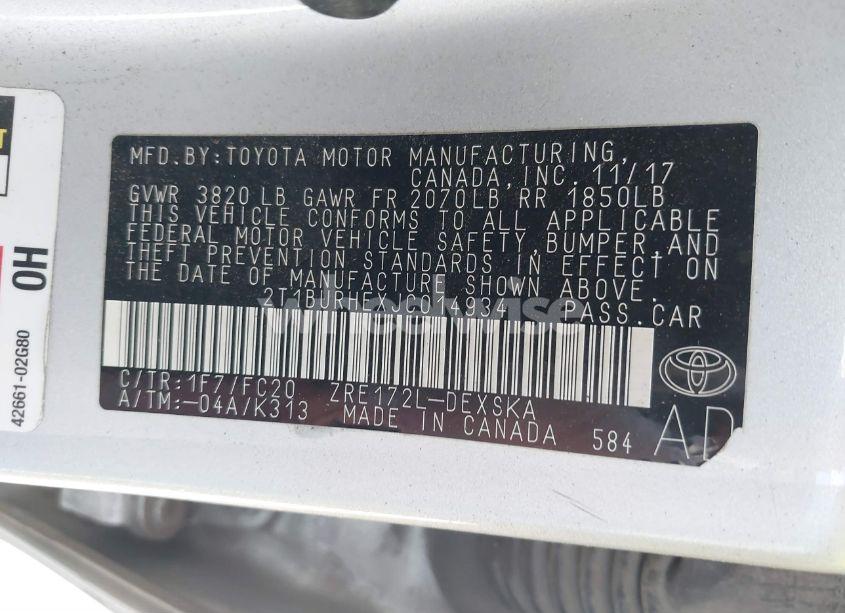 MFD.BY:TOYOTA MOTOR MANUFACTURING,
CANADA,INC. 11/17
GVWR 3820 LB GAWR FR 2070LB RR 1850LB
THIS VEHICLE CONFORMS TO ALL APPLICABLE
FEDERAL MOTOR VEHICLE SAFETY,BUMPER,AND
THEFT PREVENTION STANDARDS IN EFFECT ON
THE DATE OF MANUFACTURE SHOWN ABOVE.
2T1BURHEXJC014934 PASS.CAR
C/TR:1F7/FC20 ZRE172L-DEXSKA
A/TM:-04A/K313 MADE IN CANADA 584
OH
42661-02G80